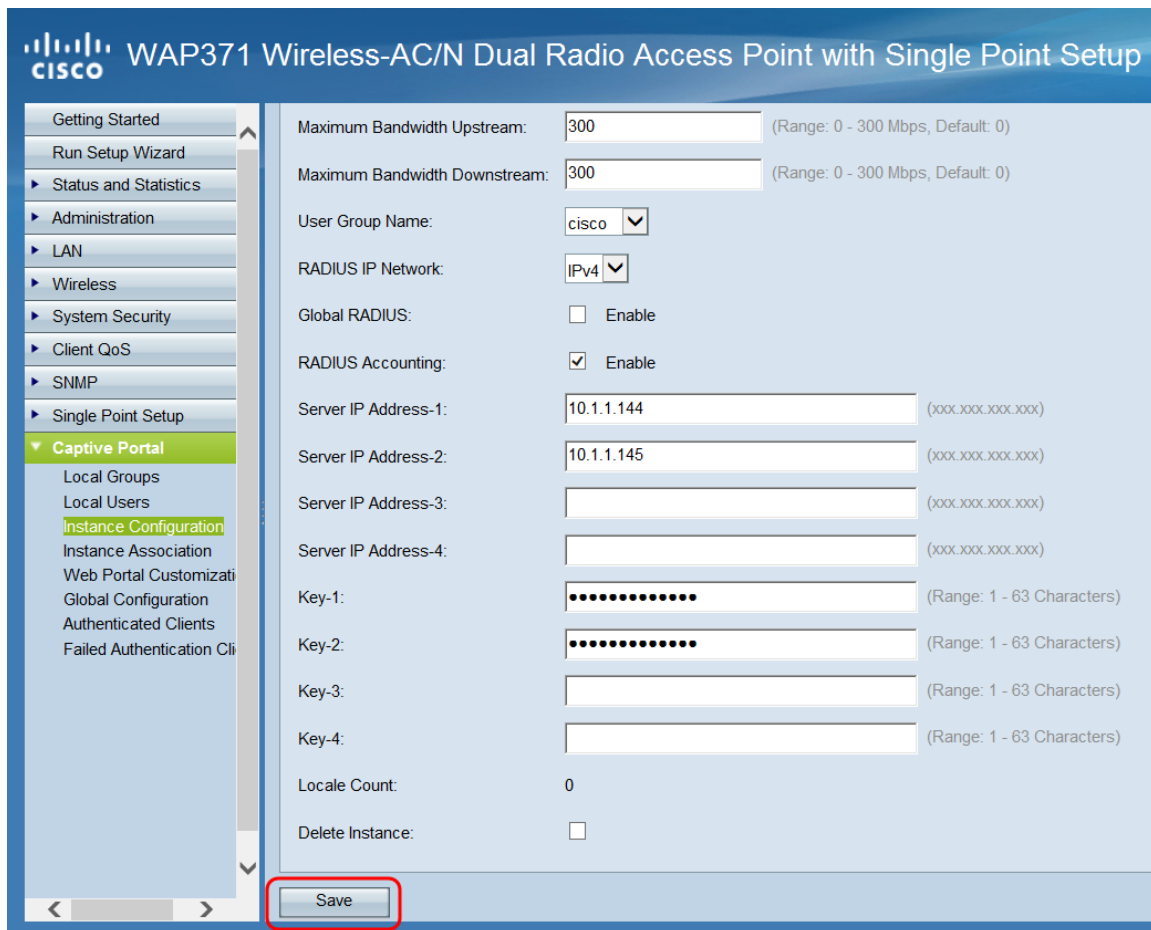 CISCO
WAP371 Wireless-AC/N Dual Radio Access Point with Single Point Setup
Getting Started
Run Setup Wizard
Status and Statistics
Administration
LAN
Wireless
System Security
Client QoS
SNMP
Single Point Setup
Captive Portal
Local Groups
Local Users
Instance Configuration
Instance Association
Web Portal Customizati
Global Configuration
Authenticated Clients
Failed Authentication Cli
Maximum Bandwidth Upstream: 300 (Range: 0 - 300 Mbps, Default: 0)
Maximum Bandwidth Downstream: 300 (Range: 0 - 300 Mbps, Default: 0)
User Group Name: cisco
RADIUS IP Network: IPv4
Global RADIUS: Enable
RADIUS Accounting: Enable
Server IP Address-1: 10.1.1.144 (xxx.xxx.xxx.xxx)
Server IP Address-2: 10.1.1.145 (xxx.xxx.xxx.xxx)
Server IP Address-3: (xxx.xxx.xxx.xxx)
Server IP Address-4: (xxx.xxx.xxx.xxx)
Key-1: ●●●●●●●●●●●●● (Range: 1 - 63 Characters)
Key-2: ●●●●●●●●●●●●● (Range: 1 - 63 Characters)
Key-3: (Range: 1 - 63 Characters)
Key-4: (Range: 1 - 63 Characters)
Locale Count: 0
Delete Instance:
Save